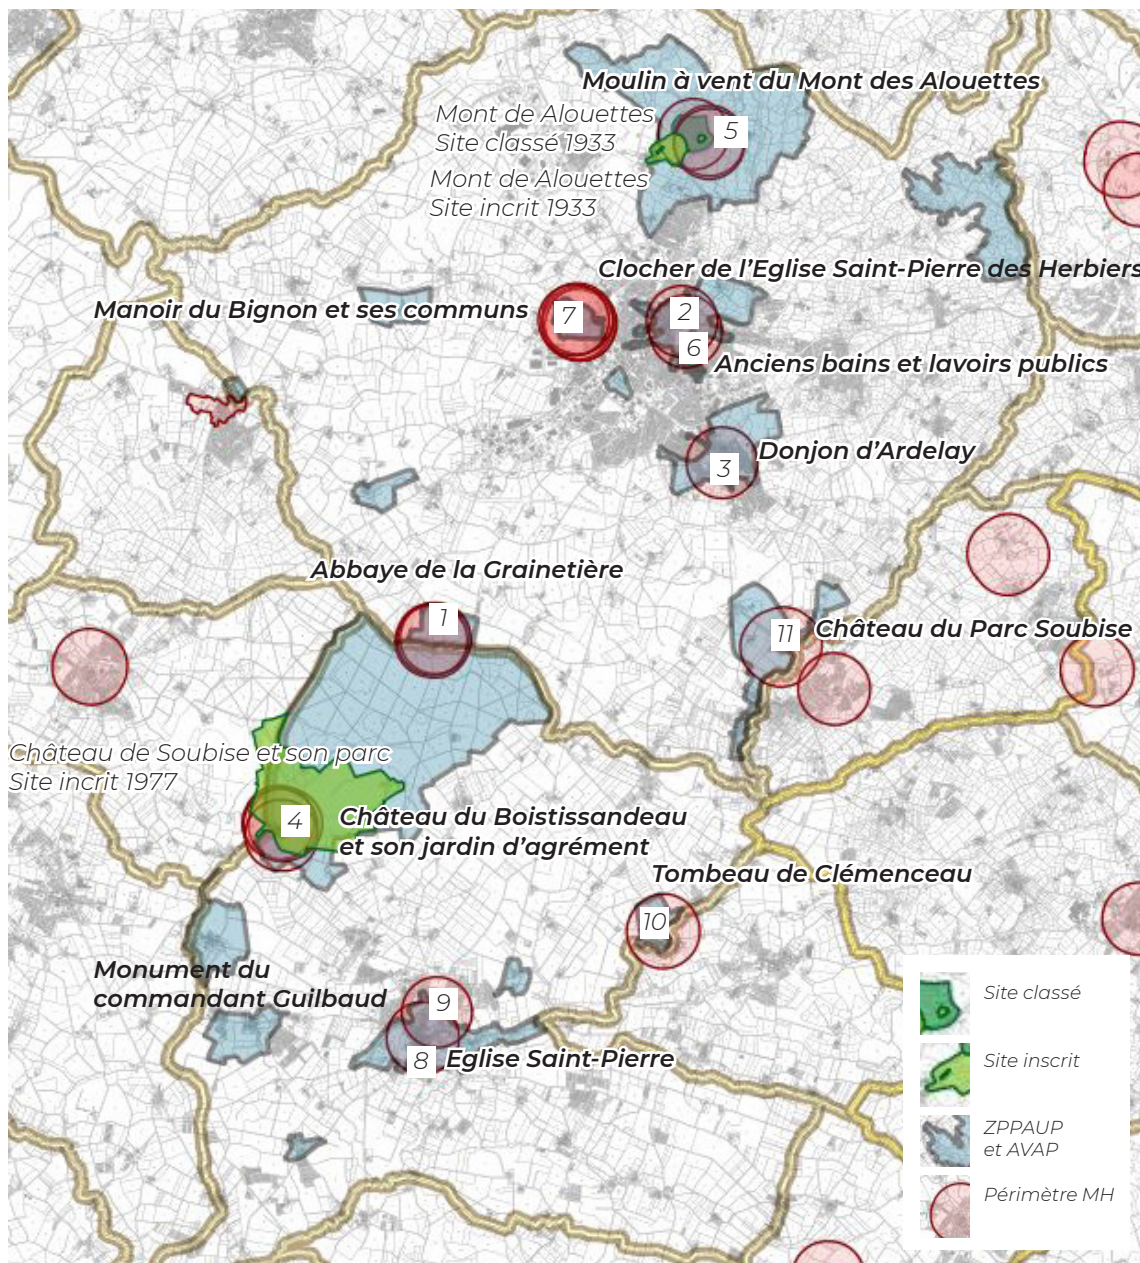 Moulin à vent du Mont des Alouettes
Mont de Alouettes
Site classé 1933
5
Mont de Alouettes
Site incrit 1933
Clocher de l'Eglise Saint-Pierre des Herbiers
Manoir du Bignon et ses communs
7
2
6
Anciens bains et lavoirs publics
Donjon d'Ardelay
3
Abbaye de la Grainetière
1
11
Château du Parc Soubise
Château de Soubise et son parc
Site incrit 1977
4
Château du Boistissandeau
et son jardin d'agrément
Tombeau de Clémenceau
10
Monument du
commandant Guilbaud
9
8
Eglise Saint-Pierre
Site classé
Site inscrit
ZPPAUP
et AVAP
Périmètre MH